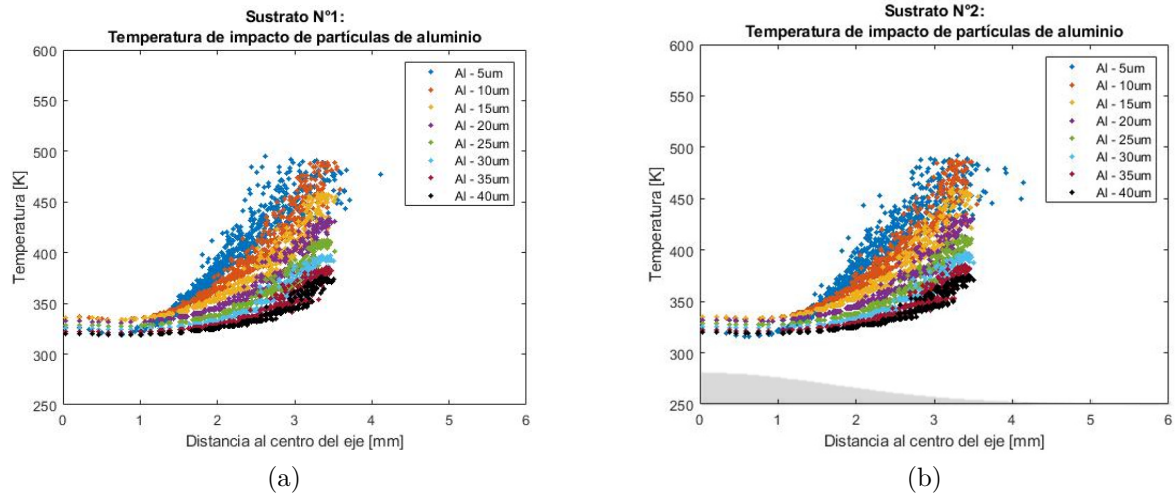 Sustrato N°1:
Temperatura de impacto de partículas de aluminio
600
550
500
450
400
350
300
250
Temperatura [K]
Al - 5um
Al - 10um
Al - 15um
Al - 20um
Al - 25um
Al - 30um
Al - 35um
Al - 40um
0 1 2 3 4 5 6
Distancia al centro del eje [mm]
(a)
Sustrato N°2:
Temperatura de impacto de partículas de aluminio
600
550
500
450
400
350
300
250
Temperatura [K]
Al - 5um
Al - 10um
Al - 15um
Al - 20um
Al - 25um
Al - 30um
Al - 35um
Al - 40um
0 1 2 3 4 5 6
Distancia al centro del eje [mm]
(b)